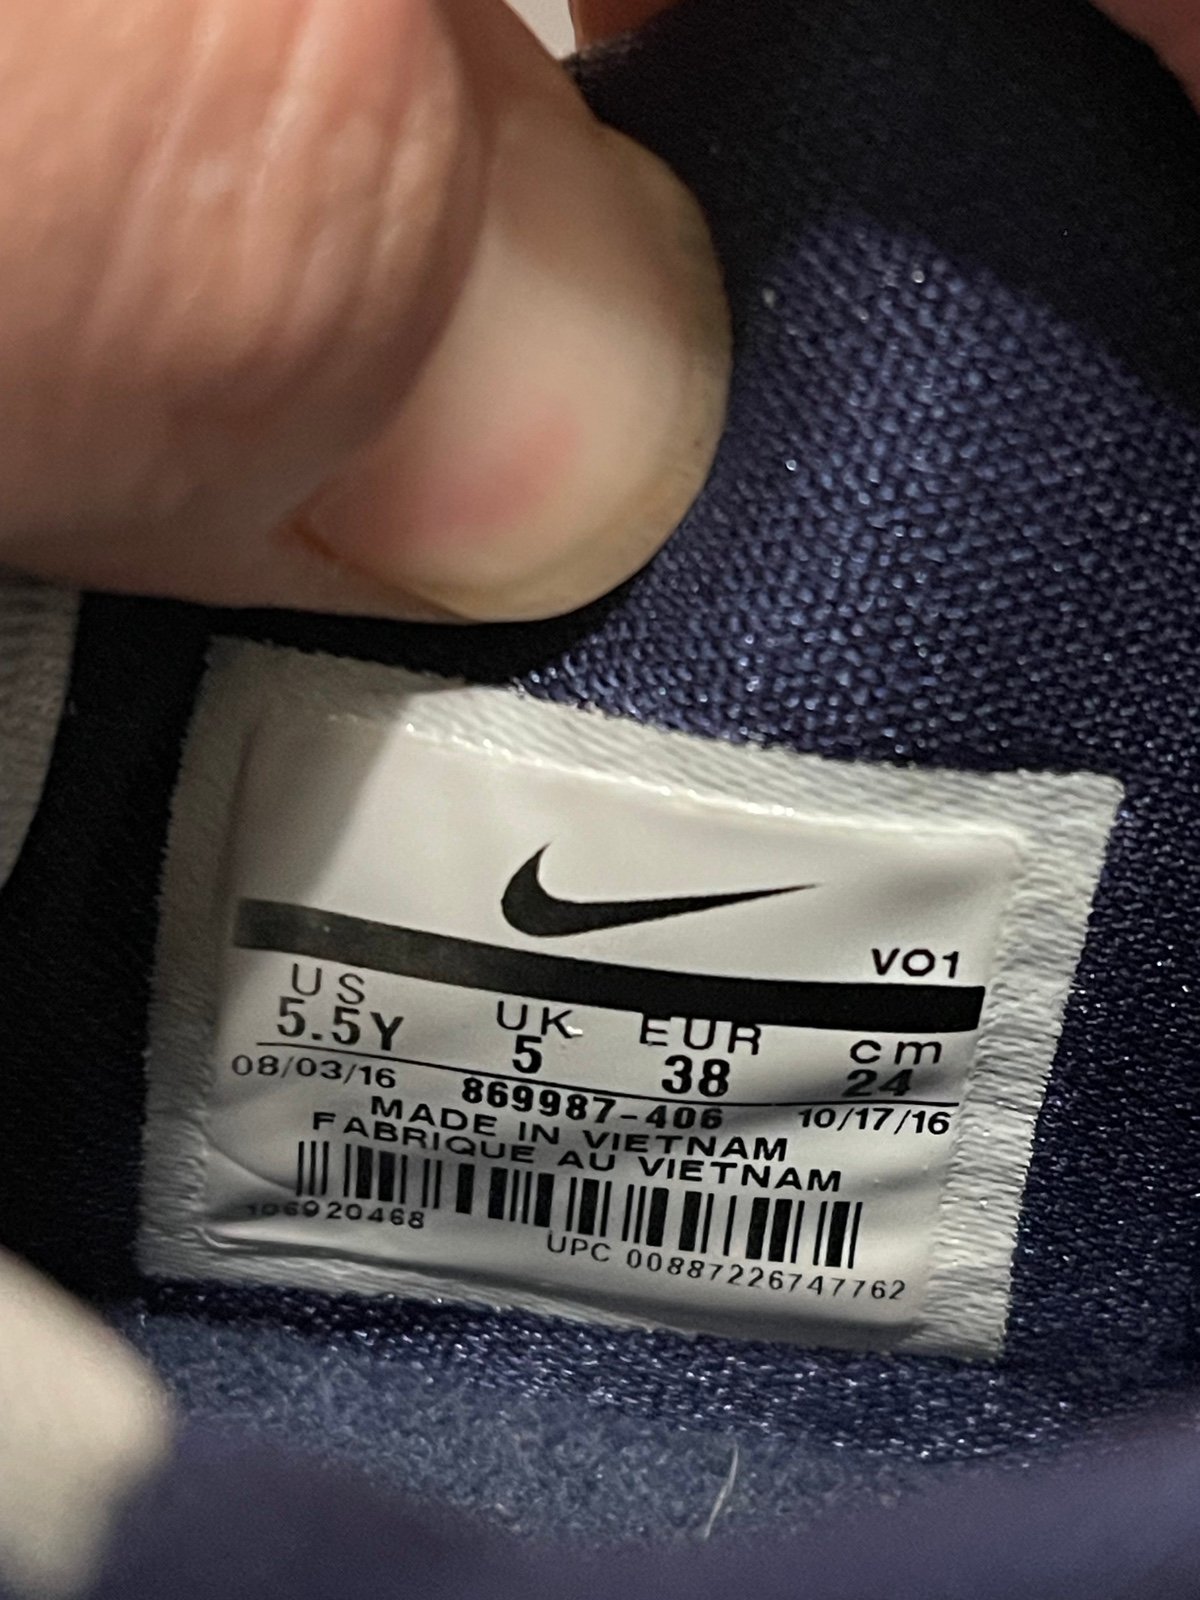 VO1
US UK EUR cm
5.5Y 5 38 24
08/03/16 869987-406 10/17/16
MADE IN VIETNAM
FABRIQUE AU VIETNAM
106920468
UPC 00887226747762